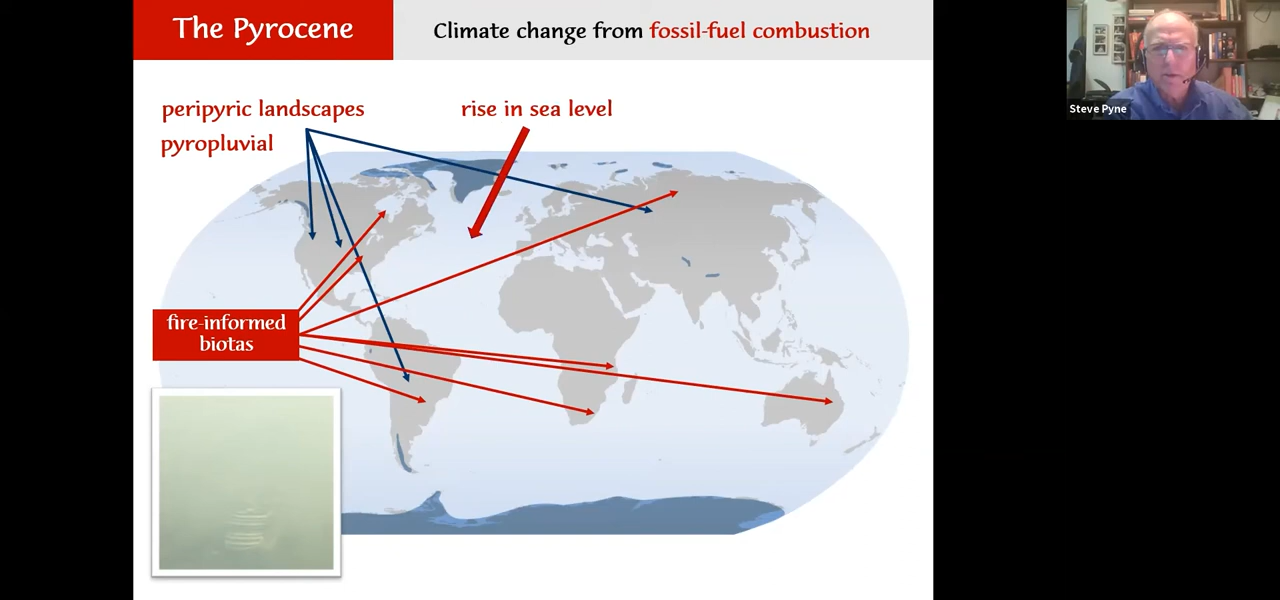 The Pyrocene
Climate change from fossil-fuel combustion
peripyric landscapes
pyropluvial
rise in sea level
fire-informed
biotas
Steve Pyne